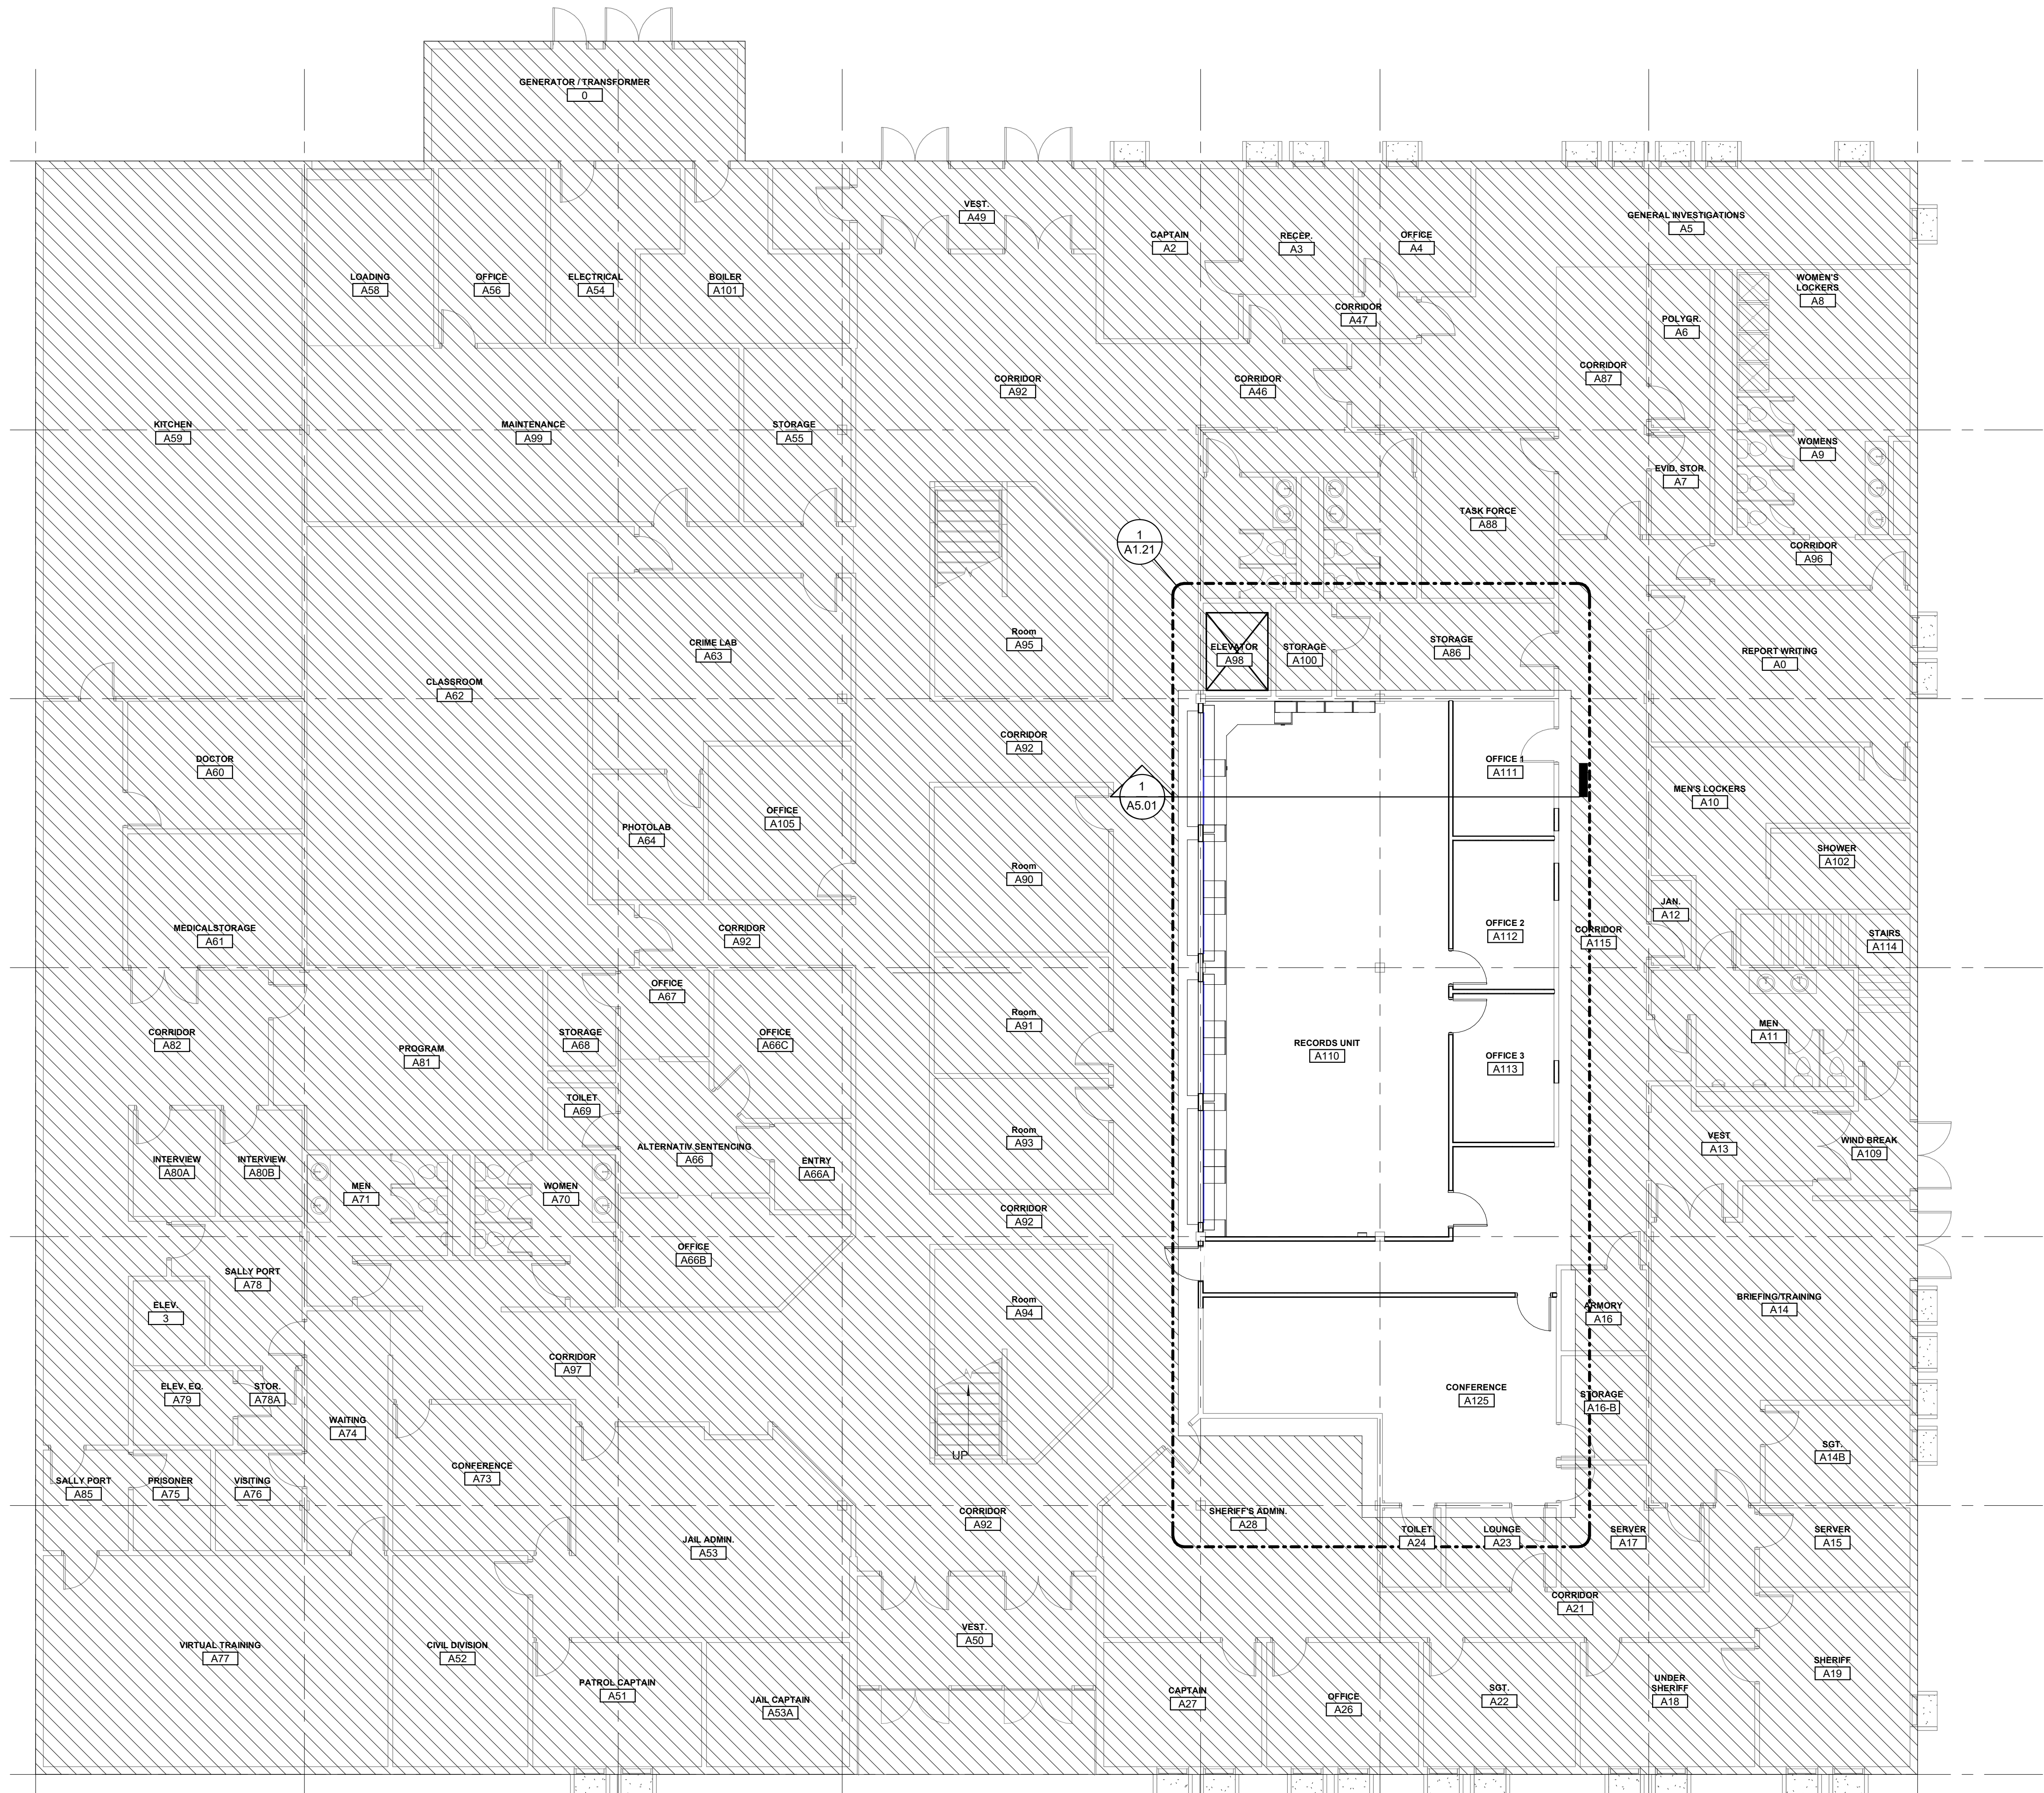 GENERATOR / TRANSFORMER
0
VEST.
A49
CAPTAIN
A2
RECEP.
A3
OFFICE
A4
GENERAL INVESTIGATIONS
A5
LOADING
A58
OFFICE
A56
ELECTRICAL
A54
BOILER
A101
WOMEN'S
LOCKERS
A8
CORRIDOR
A47
POLYGR.
A6
CORRIDOR
A92
CORRIDOR
A46
CORRIDOR
A87
KITCHEN
A59
MAINTENANCE
A99
STORAGE
A55
WOMENS
A9
EVID. STOR.
A7
TASK FORCE
A88
1
A1.21
CORRIDOR
A96
CRIME LAB
A63
Room
A95
ELEVATOR
A98
STORAGE
A100
STORAGE
A86
REPORT WRITING
A0
CLASSROOM
A62
DOCTOR
A60
CORRIDOR
A92
OFFICE 1
A111
1
A5.01
MEN'S LOCKERS
A10
PHOTOLAB
A64
OFFICE
A105
SHOWER
A102
Room
A90
JAN.
A12
MEDICALSTORAGE
A61
CORRIDOR
A92
OFFICE 2
A112
CORRIDOR
A115
STAIRS
A114
OFFICE
A67
CORRIDOR
A82
PROGRAM
A81
STORAGE
A68
OFFICE
A66C
Room
A91
RECORDS UNIT
A110
OFFICE 3
A113
MEN
A11
TOILET
A69
Room
A93
VEST
A13
WIND BREAK
A109
INTERVIEW
A80A
INTERVIEW
A80B
ALTERNATIV SENTENCING
A66
ENTRY
A66A
MEN
A71
WOMEN
A70
CORRIDOR
A92
OFFICE
A66B
SALLY PORT
A78
ELEV.
3
Room
A94
ARMORY
A16
BRIEFING/TRAINING
A14
CORRIDOR
A97
ELEV. EQ.
A79
STOR.
A78A
CONFERENCE
A125
STORAGE
A16-B
WAITING
A74
UP
SGT.
A14B
SALLY PORT
A85
PRISONER
A75
VISITING
A76
CONFERENCE
A73
CORRIDOR
A92
SHERIFF'S ADMIN.
A28
JAIL ADMIN.
A53
TOILET
A24
LOUNGE
A23
SERVER
A17
SERVER
A15
CORRIDOR
A21
VIRTUAL TRAINING
A77
CIVIL DIVISION
A52
VEST.
A50
PATROL CAPTAIN
A51
JAIL CAPTAIN
A53A
CAPTAIN
A27
OFFICE
A26
SGT.
A22
UNDER
SHERIFF
A18
SHERIFF
A19